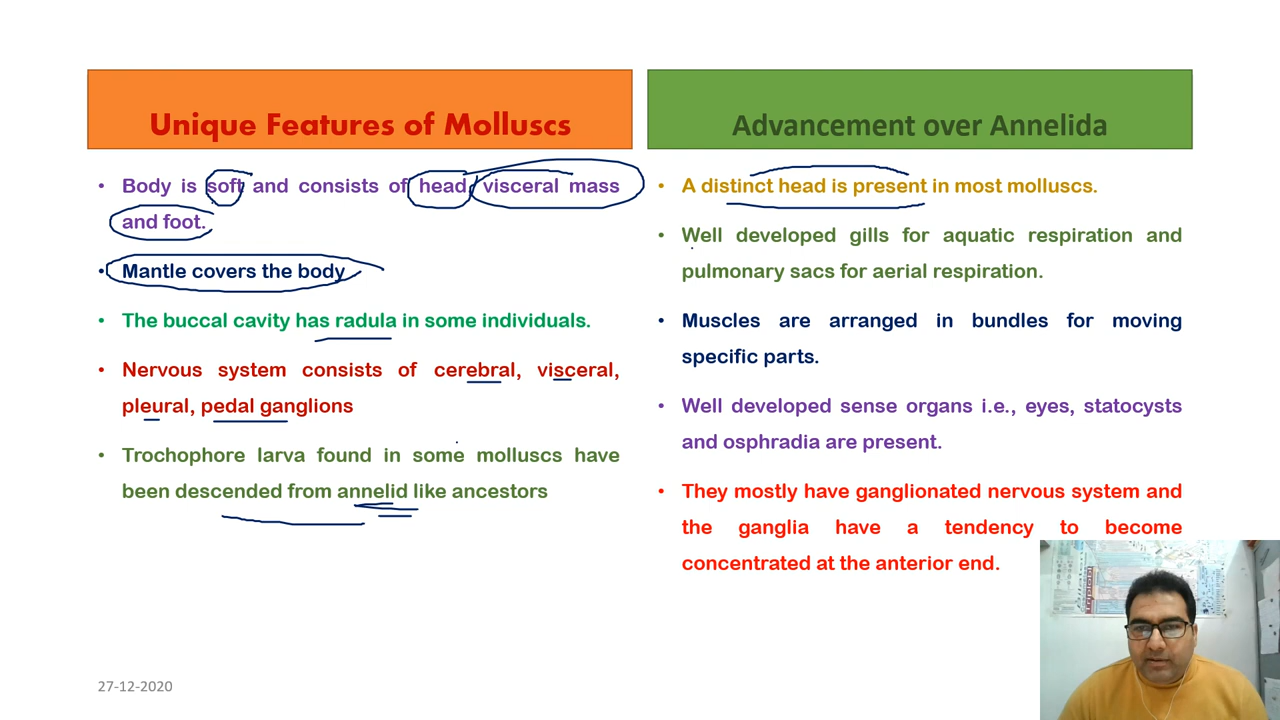 Unique Features of Molluscs
• Body is soft and consists of head, visceral mass
and foot.
• Mantle covers the body
• The buccal cavity has radula in some individuals.
• Nervous system consists of cerebral, visceral,
pleural, pedal ganglions
• Trochophore larva found in some molluscs have
been descended from annelid like ancestors
Advancement over Annelida
• A distinct head is present in most molluscs.
• Well developed gills for aquatic respiration and
pulmonary sacs for aerial respiration.
• Muscles are arranged in bundles for moving
specific parts.
• Well developed sense organs i.e., eyes, statocysts
and osphradia are present.
• They mostly have ganglionated nervous system and
the ganglia have a tendency to become
concentrated at the anterior end.
27-12-2020